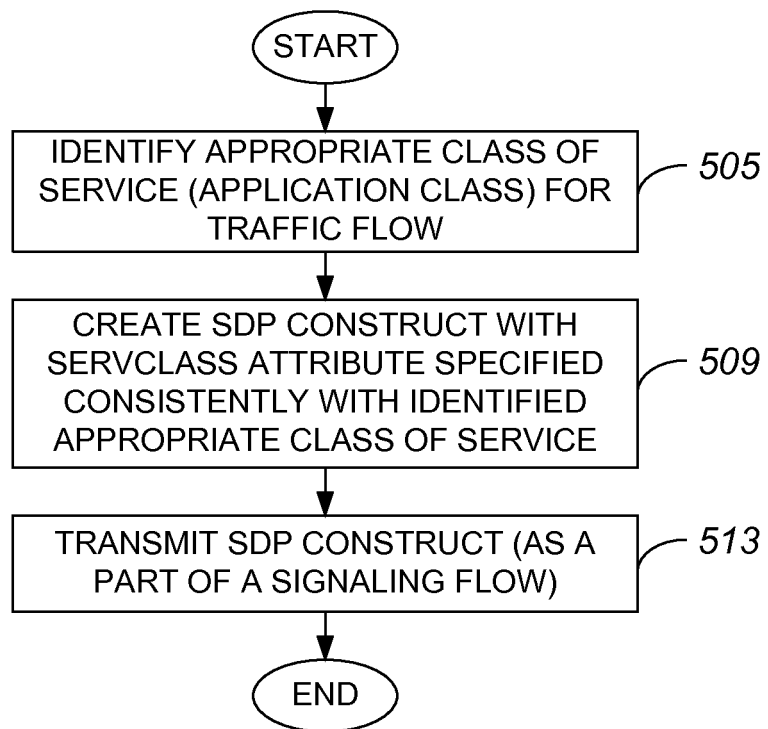 START
IDENTIFY APPROPRIATE CLASS OF
SERVICE (APPLICATION CLASS) FOR
TRAFFIC FLOW
505
CREATE SDP CONSTRUCT WITH
SERVCLASS ATTRIBUTE SPECIFIED
CONSISTENTLY WITH IDENTIFIED
APPROPRIATE CLASS OF SERVICE
509
TRANSMIT SDP CONSTRUCT (AS A
PART OF A SIGNALING FLOW)
513
END